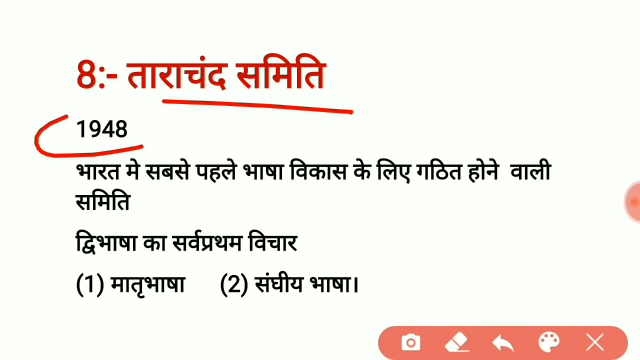 8:- ताराचंद समिति
1948
भारत मे सबसे पहले भाषा विकास के लिए गठित होने वाली
समिति
द्विभाषा का सर्वप्रथम विचार
(1) मातृभाषा (2) संघीय भाषा।